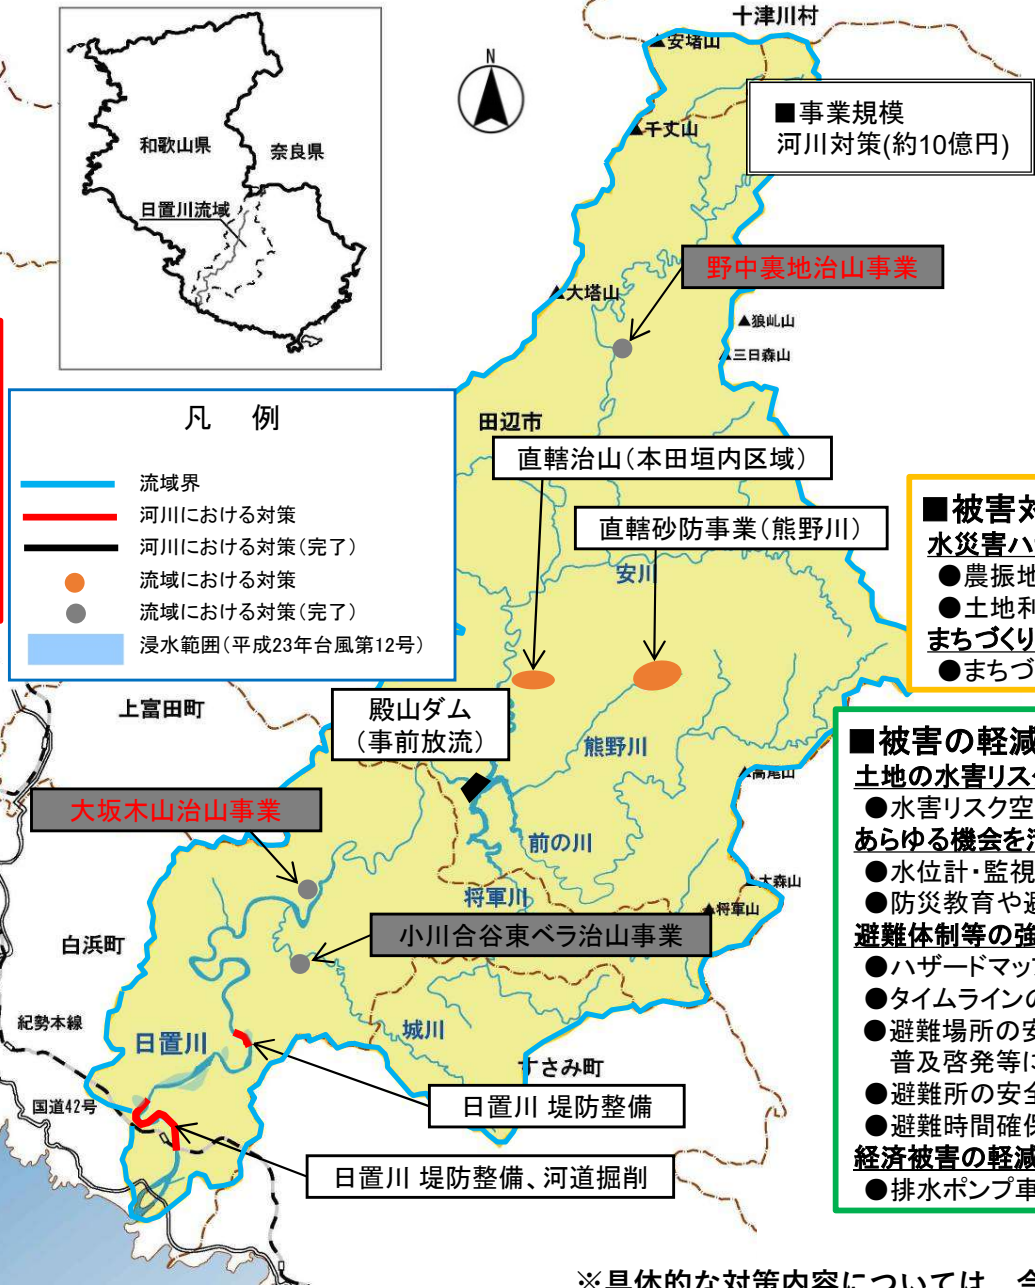 十津川村
▲安堵山
N
■事業規模
河川対策(約10億円)
和歌山県
奈良県
日置川流域
▲千丈山
野中裏地治山事業
▲大塔山
▲三日森山
凡 例
流域界
河川における対策
河川における対策(完了)
流域における対策
流域における対策(完了)
浸水範囲(平成23年台風第12号)
田辺市
直轄治山(本田垣内区域)
直轄砂防事業(熊野川)
安川
■被害対
水災害ハ
●農振地
●土地利
まちづくり
●まちづ
上富田町
殿山ダム
(事前放流)
熊野川
▲高尾山
■被害の軽減
土地の水害リスク
●水害リスク空
あらゆる機会を活
●水位計・監視
●防災教育や避
避難体制等の強
●ハザードマップ
●タイムラインの
●避難場所の安
普及啓発等に
●避難所の安全
●避難時間確保
経済被害の軽減
●排水ポンプ車
大坂木山治山事業
前の川
将軍川
▲大森山
▲将軍山
小川合谷東ベラ治山事業
白浜町
紀勢本線
日置川
城川
すさみ町
国道42号
日置川 堤防整備
日置川 堤防整備、河道掘削
※具体的な対策内容については、今